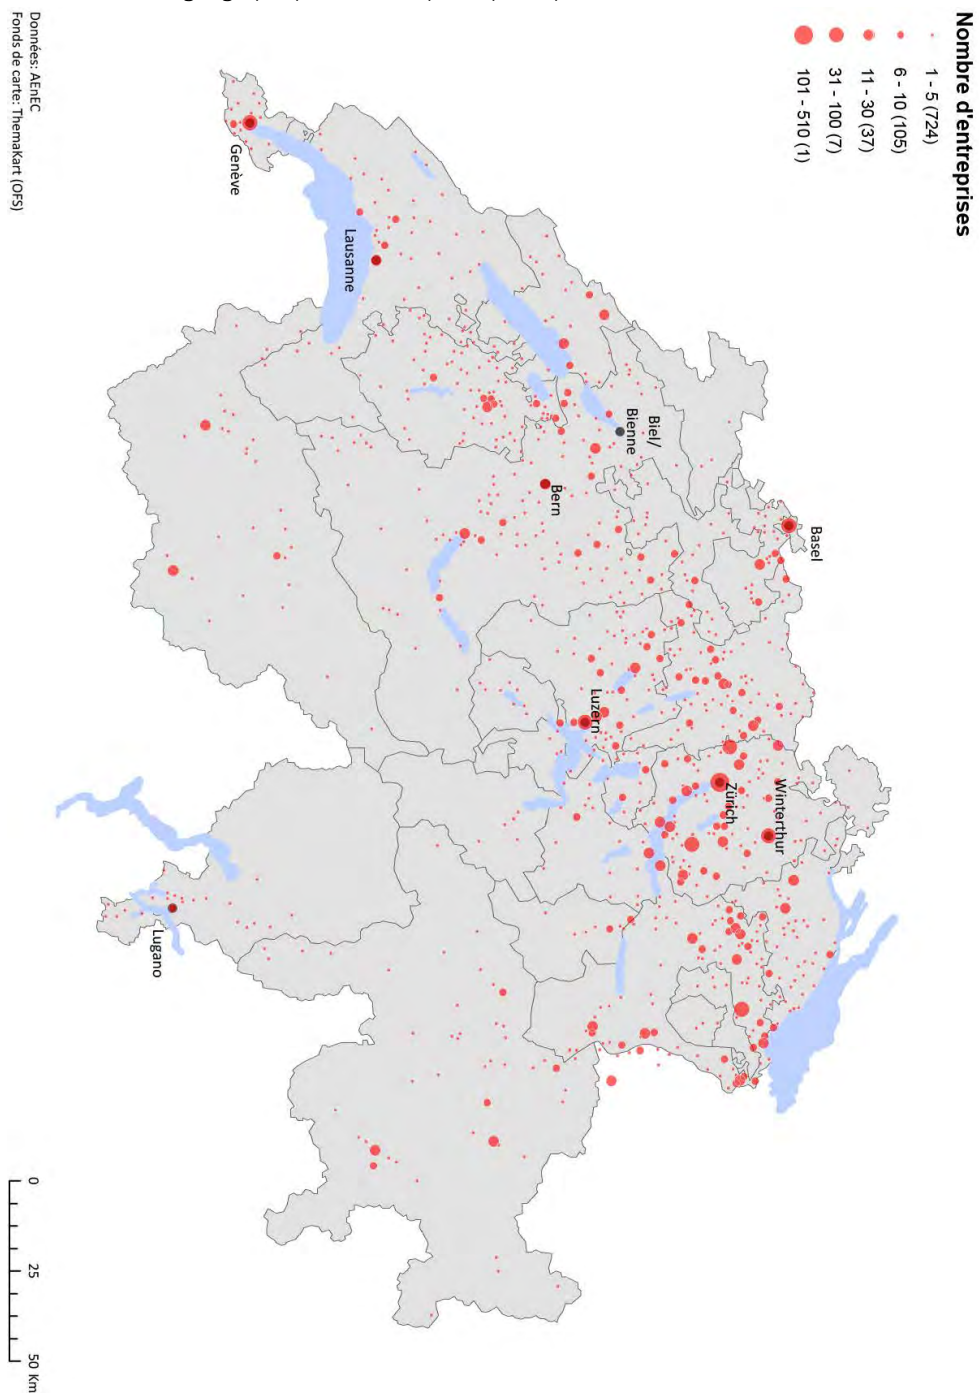 Nombre d'entreprises
1 - 5 (724)
6 - 10 (105)
11 - 30 (37)
31 - 100 (7)
101 - 510 (1)
Basel
Winterthur
Zürich
Biel/
Bienne
Luzern
Bern
Lausanne
Genève
Lugano
0
25
50 Km
Données: AEnEC
Fonds de carte: ThemaKart (OFS)